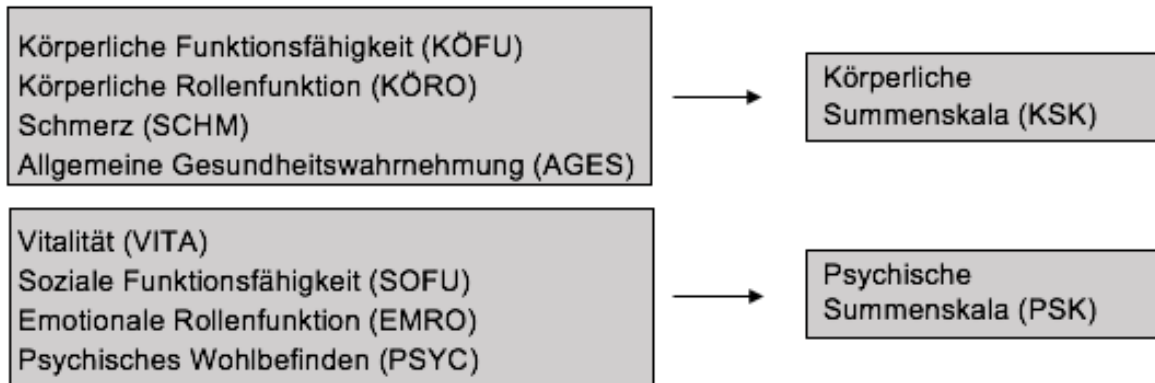 Körperliche Funktionsfähigkeit (KÖFU)
Körperliche Rollenfunktion (KÖRO)
Schmerz (SCHM)
Allgemeine Gesundheitswahrnehmung (AGES)
Körperliche
Summenskala (KSK)
Vitalität (VITA)
Soziale Funktionsfähigkeit (SOFU)
Emotionale Rollenfunktion (EMRO)
Psychisches Wohlbefinden (PSYC)
Psychische
Summenskala (PSK)